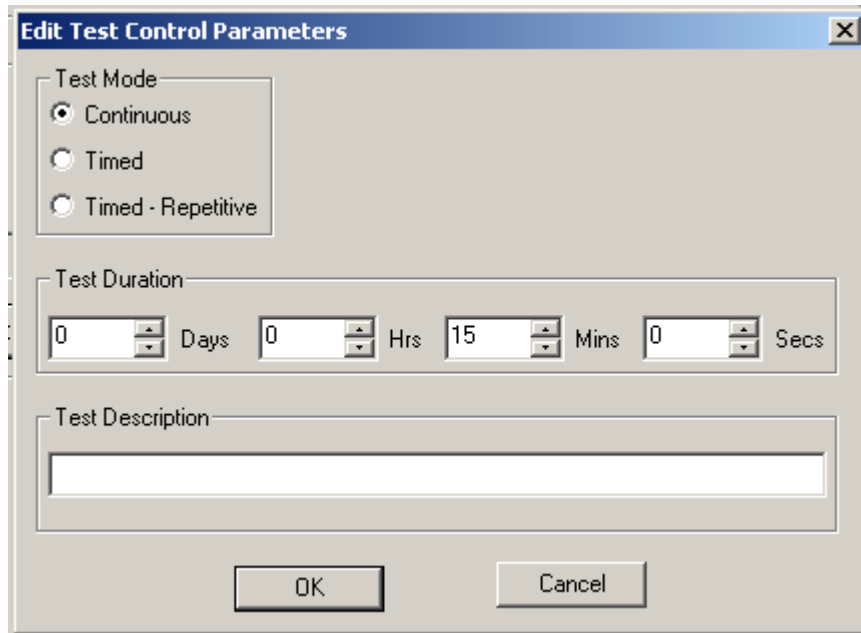 Edit Test Control Parameters
Test Mode
Continuous
Timed
Timed - Repetitive
Test Duration
0 Days 0 Hrs 15 Mins 0 Secs
Test Description
OK Cancel